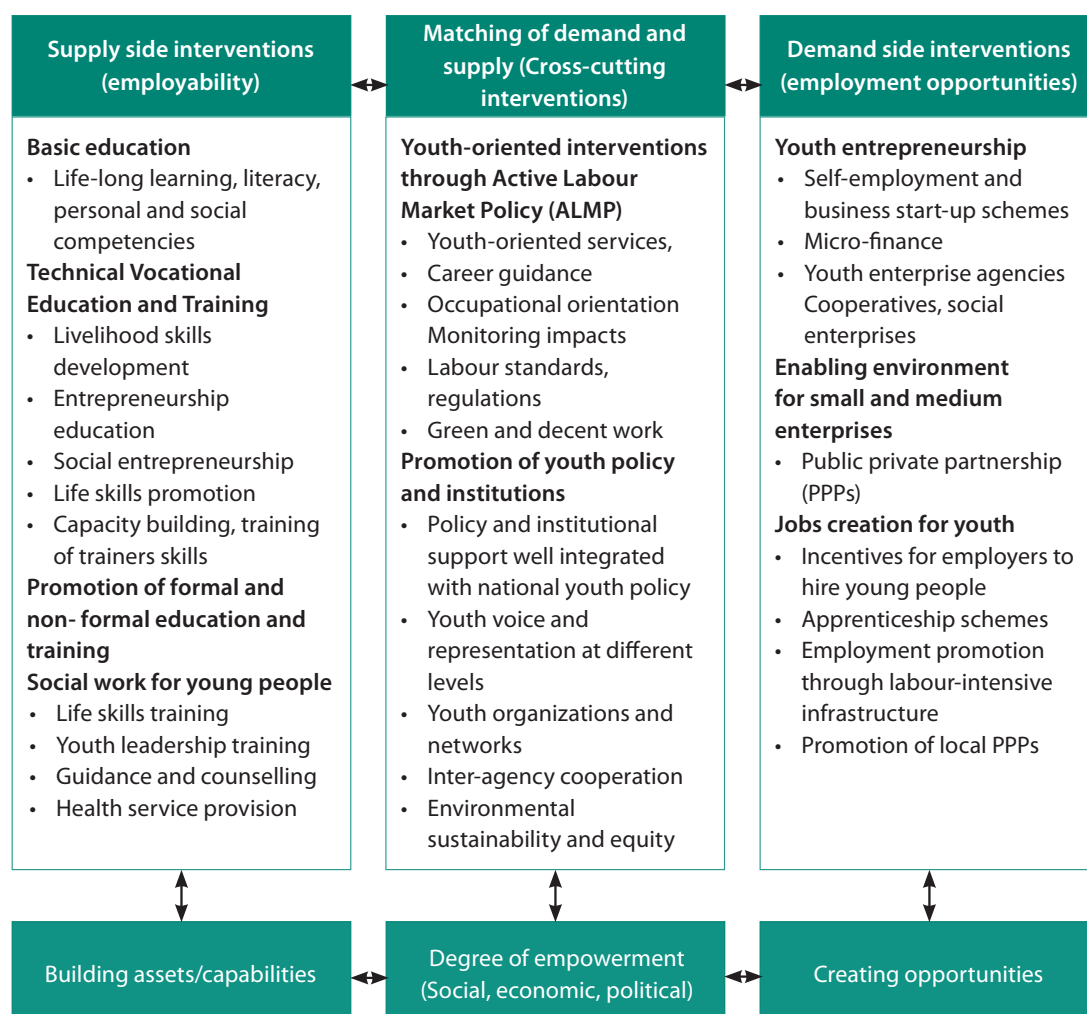 Supply side interventions
(employability)
Matching of demand and
supply (Cross-cutting
interventions)
Demand side interventions
(employment opportunities)
Basic education
• Life-long learning, literacy,
personal and social
competencies
Technical Vocational
Education and Training
• Livelihood skills
development
• Entrepreneurship
education
• Social entrepreneurship
• Life skills promotion
• Capacity building, training
of trainers skills
Promotion of formal and
non- formal education and
training
Social work for young people
• Life skills training
• Youth leadership training
• Guidance and counselling
• Health service provision
Youth-oriented interventions
through Active Labour
Market Policy (ALMP)
• Youth-oriented services,
• Career guidance
• Occupational orientation
Monitoring impacts
• Labour standards,
regulations
• Green and decent work
Promotion of youth policy
and institutions
• Policy and institutional
support well integrated
with national youth policy
• Youth voice and
representation at different
levels
• Youth organizations and
networks
• Inter-agency cooperation
• Environmental
sustainability and equity
Youth entrepreneurship
• Self-employment and
business start-up schemes
• Micro-finance
• Youth enterprise agencies
Cooperatives, social
enterprises
Enabling environment
for small and medium
enterprises
• Public private partnership
(PPPs)
Jobs creation for youth
• Incentives for employers to
hire young people
• Apprenticeship schemes
• Employment promotion
through labour-intensive
infrastructure
• Promotion of local PPPs
Building assets/capabilities
Degree of empowerment
(Social, economic, political)
Creating opportunities